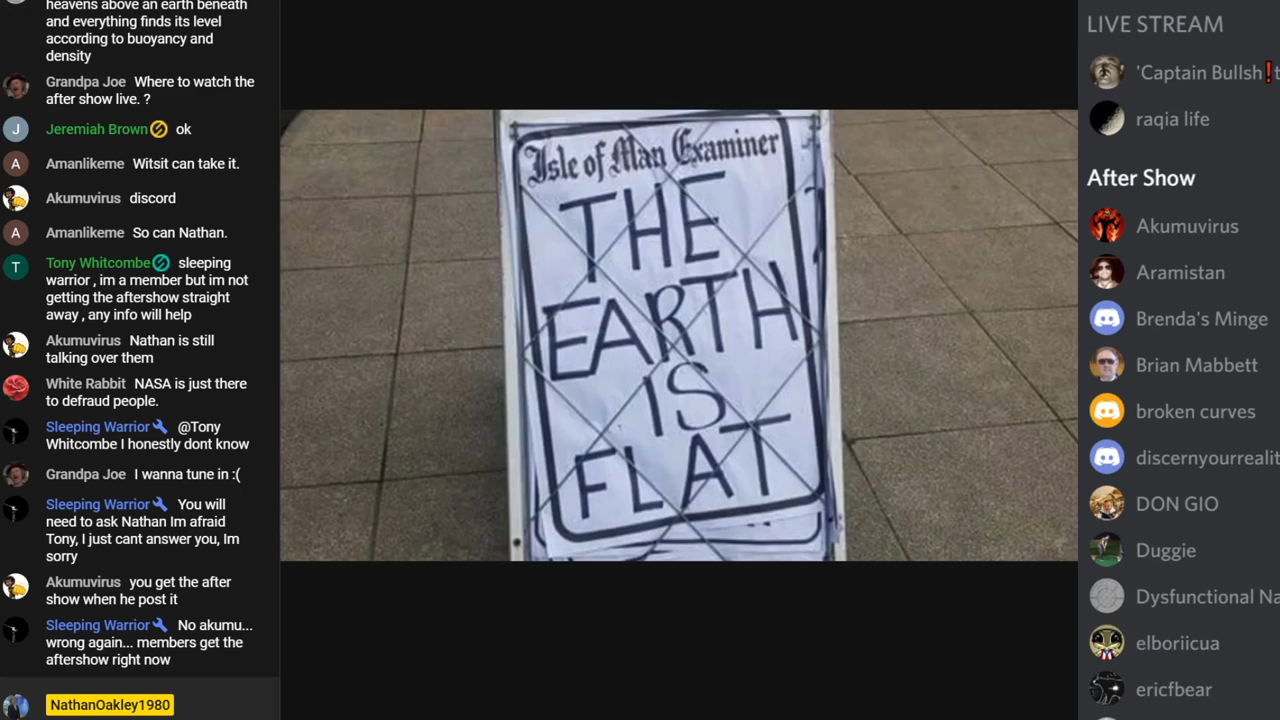 heavens above an earth beneath
and everything finds its level
according to buoyancy and
density
Grandpa Joe Where to watch the
after show live. ?
Jeremiah Brown ok
Amanlikeme Witsit can take it.
Akumuvirus discord
Amanlikeme So can Nathan.
Tony Whitcombe sleeping
warrior , im a member but im not
getting the aftershow straight
away , any info will help
Akumuvirus Nathan is still
talking over them
White Rabbit NASA is just there
to defraud people.
Sleeping Warrior @Tony
Whitcombe I honestly dont know
Grandpa Joe I wanna tune in :(
Sleeping Warrior You will
need to ask Nathan Im afraid
Tony, I just cant answer you, Im
sorry
Akumuvirus you get the after
show when he post it
Sleeping Warrior No akumu...
wrong again... members get the
aftershow right now
NathanOakley1980
Isle of Man Examiner
THE
EARTH
IS
FLAT
LIVE STREAM
'Captain Bullsh❗t
raqia life
After Show
Akumuvirus
Aramistan
Brenda's Minge
Brian Mabbett
broken curves
discernyourreali
DON GIO
Duggie
Dysfunctional Na
elboriicua
ericfbear